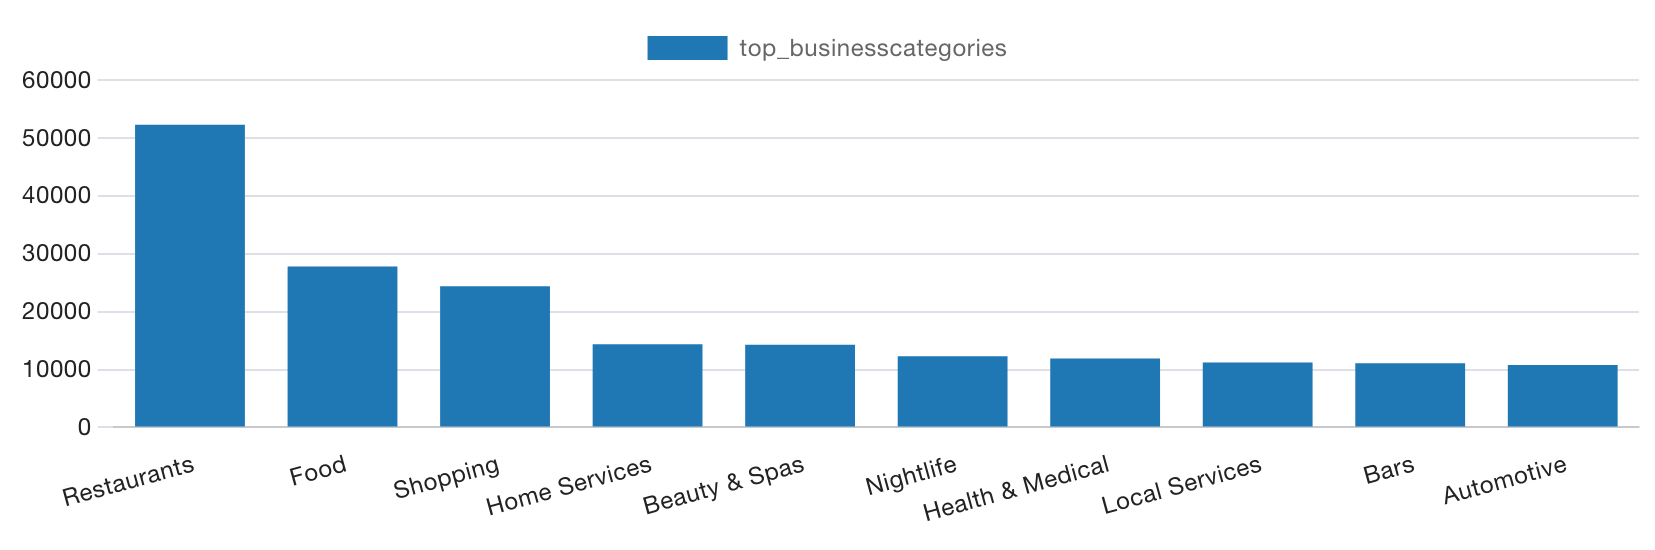 top_businesscategories
60000
50000
40000
30000
20000
10000
0
Restaurants
Food
Shopping
Home Services
Beauty & Spas
Nightlife
Health & Medical
Local Services
Bars
Automotive